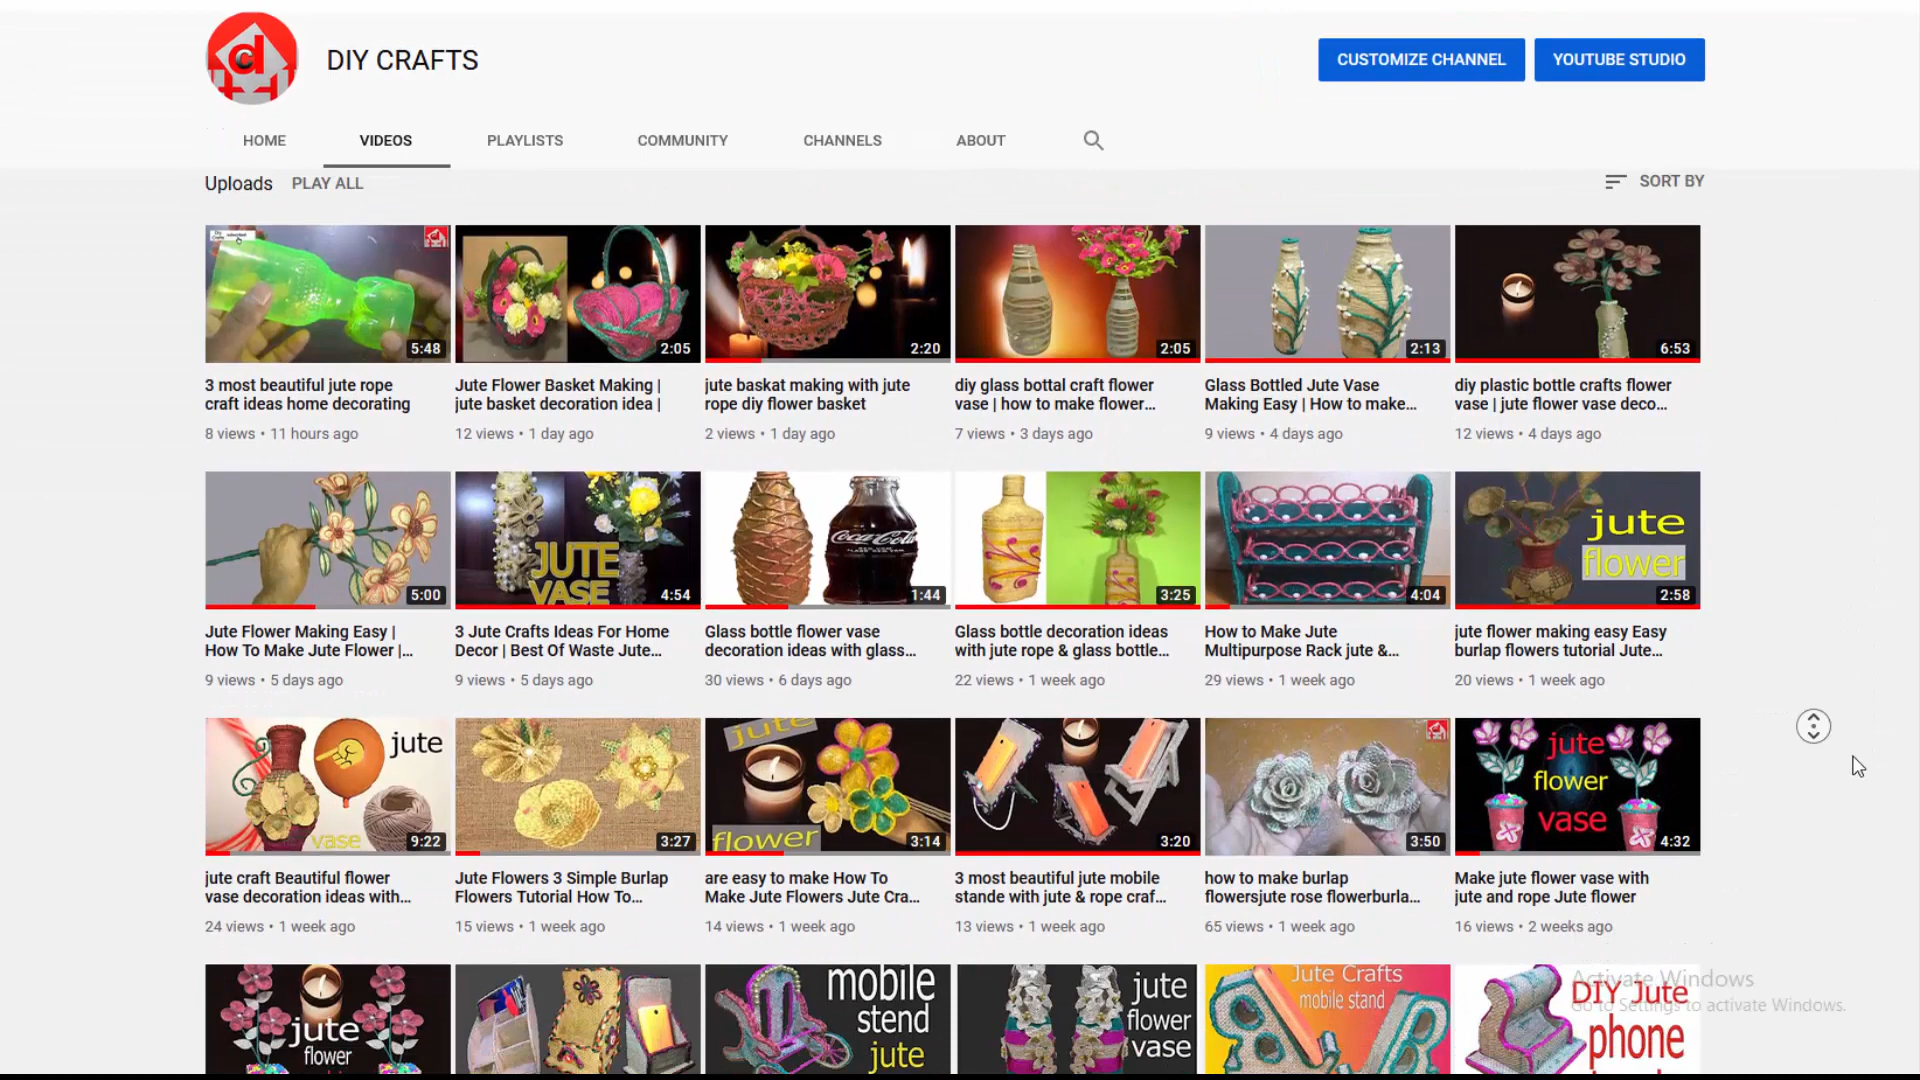 DIY CRAFTS
CUSTOMIZE CHANNEL
YOUTUBE STUDIO
HOME
VIDEOS
PLAYLISTS
COMMUNITY
CHANNELS
ABOUT
Uploads
PLAY ALL
SORT BY
5:48
2:05
2:20
2:05
2:13
6:53
3 most beautiful jute rope
craft ideas home decorating
8 views • 11 hours ago
Jute Flower Basket Making |
jute basket decoration idea |
12 views • 1 day ago
jute baskat making with jute
rope diy flower basket
2 views • 1 day ago
diy glass bottal craft flower
vase | how to make flower...
7 views • 3 days ago
Glass Bottled Jute Vase
Making Easy | How to make...
9 views • 4 days ago
diy plastic bottle crafts flower
vase | jute flower vase deco...
12 views • 4 days ago
5:00
JUTE
VASE
4:54
Coca-Cola
1:44
3:25
4:04
jute
flower
2:58
Jute Flower Making Easy |
How To Make Jute Flower |...
9 views • 5 days ago
3 Jute Crafts Ideas For Home
Decor | Best Of Waste Jute...
9 views • 5 days ago
Glass bottle flower vase
decoration ideas with glass...
30 views • 6 days ago
Glass bottle decoration ideas
with jute rope & glass bottle...
22 views • 1 week ago
How to Make Jute
Multipurpose Rack jute &...
29 views • 1 week ago
jute flower making easy Easy
burlap flowers tutorial Jute...
20 views • 1 week ago
jute
vase
9:22
3:27
jute
flower
3:14
3:20
3:50
jute
flower
vase
4:32
jute craft Beautiful flower
vase decoration ideas with...
24 views • 1 week ago
Jute Flowers 3 Simple Burlap
Flowers Tutorial How To...
15 views • 1 week ago
are easy to make How To
Make Jute Flowers Jute Cra...
14 views • 1 week ago
3 most beautiful jute mobile
stande with jute & rope craf...
13 views • 1 week ago
how to make burlap
flowersjute rose flowerburla...
65 views • 1 week ago
Make jute flower vase with
jute and rope Jute flower
16 views • 2 weeks ago
jute
flower
mobile
stend
jute
jute
flower
vase
Jute Crafts
mobile stand
DIY Jute
phone
Activate Windows
Go to Settings to activate Windows.